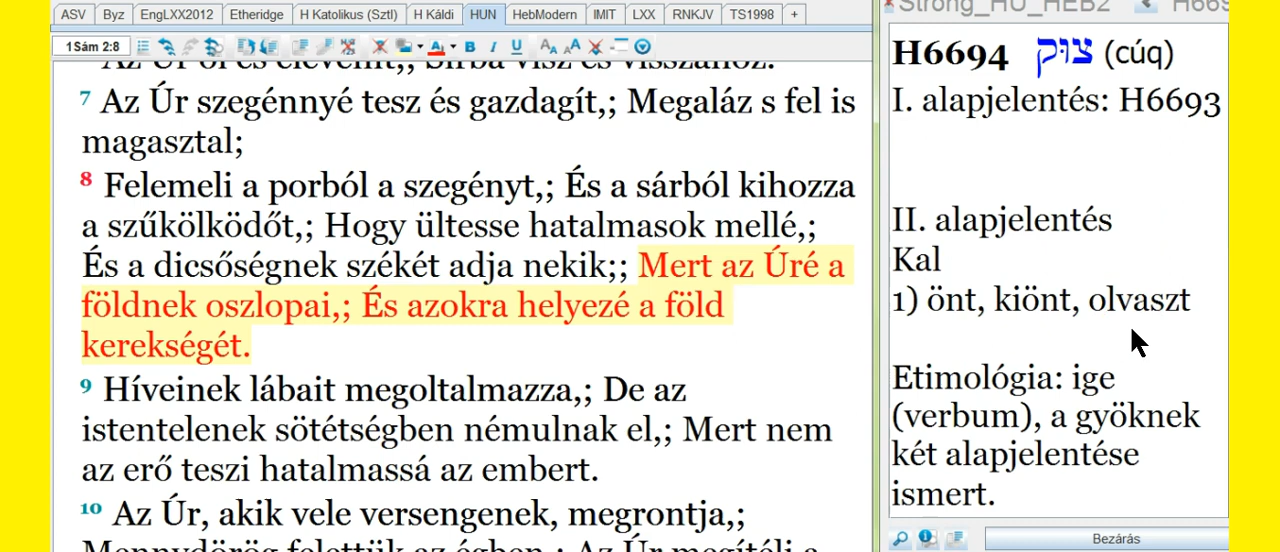 ASV Byz EngLXX2012 Etheridge H Katolikus (Sztl) H Káldi HUN HebModern IMIT LXX RNKJV TS1998 +
1Sám 2:8
7 Az Úr szegénnyé tesz és gazdagít,; Megaláz s fel is
magasztal;
8 Felemeli a porból a szegényt,; És a sárból kihozza
a szűkölködőt,; Hogy ültesse hatalmasok mellé,;
És a dicsőségnek székét adja nekik;; Mert az Úré a
földnek oszlopai,; És azokra helyezé a föld
kerekségét.
9 Híveinek lábait megoltalmazza,; De az
istentelenek sötétségben némulnak el,; Mert nem
az erő teszi hatalmassá az embert.
10 Az Úr, akik vele versengenek, megrontja,;
Strong_HU_HEB2
H6694 צוּק (cúq)
I. alapjelentés: H6693
II. alapjelentés
Kal
1) önt, kiönt, olvaszt
Etimológia: ige
(verbum), a gyöknek
két alapjelentése
ismert.
Bezárás